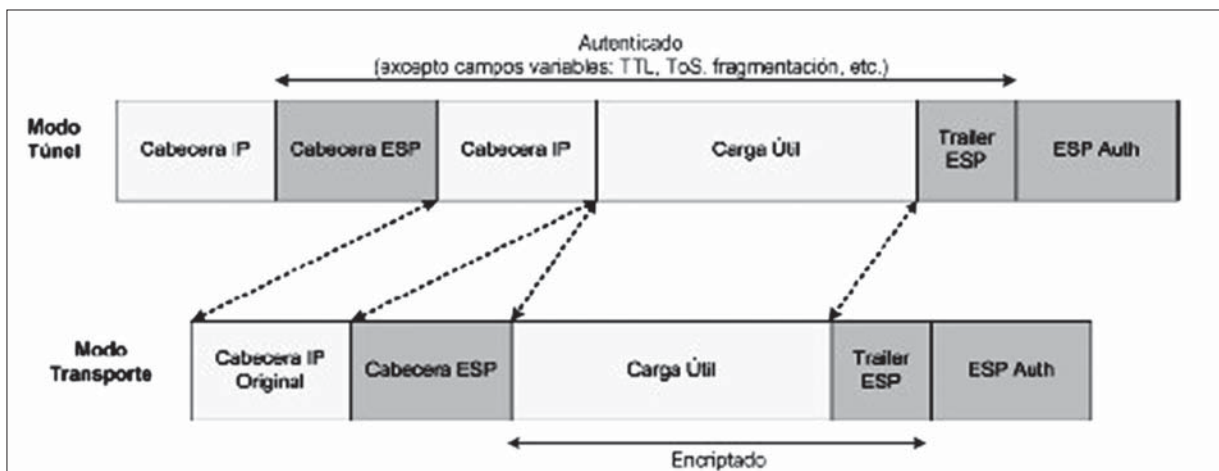 Autenticado
(excepto campos variables: TTL, ToS. fragmentación, etc.)
Modo
Túnel
Cabecera IP
Cabecera ESP
Cabecera IP
Carga Útil
Trailer
ESP
ESP Auth
Modo
Transporte
Cabecera IP
Original
Cabecera ESP
Carga Útil
Trailer
ESP
ESP Auth
Encriptado